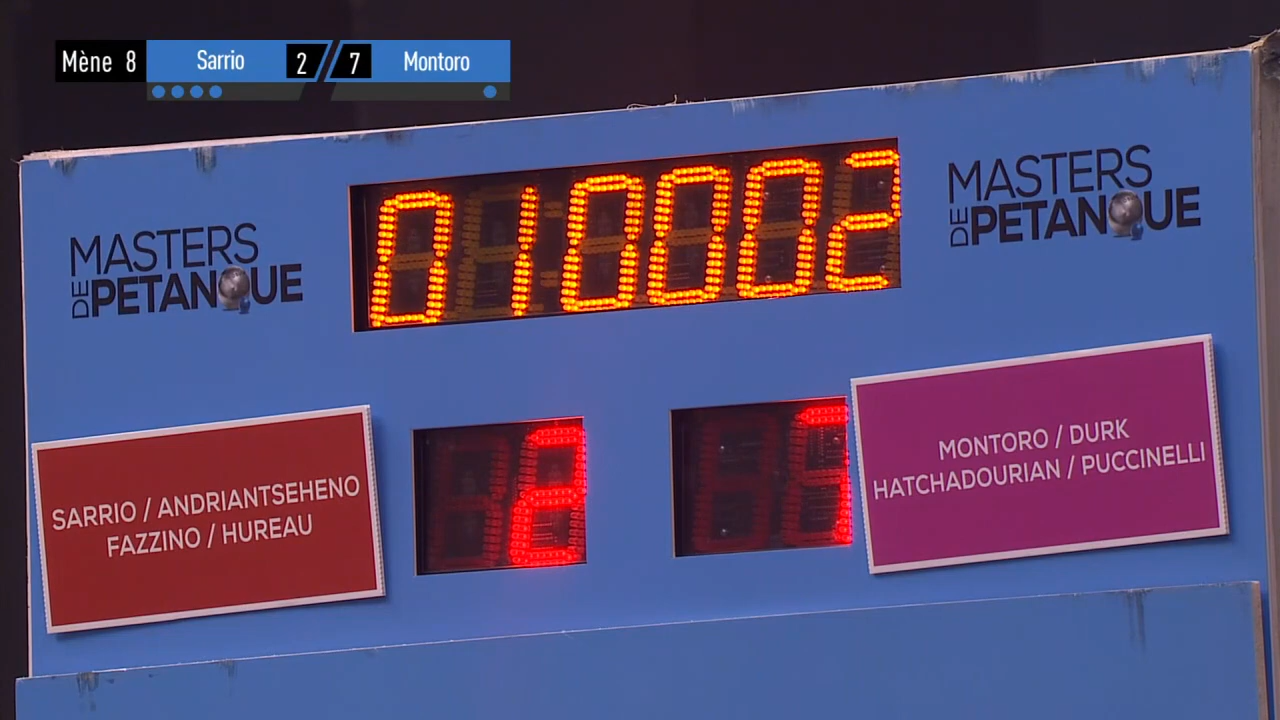 Mène 8 Sarrio 2 7 Montoro
MASTERS
DE PETANQUE
01:00:02
MASTERS
DE PETANQUE
SARRIO / ANDRIANTSEHENO
FAZZINO / HUREAU
2
7
MONTORO / DURK
HATCHADOURIAN / PUCCINELLI